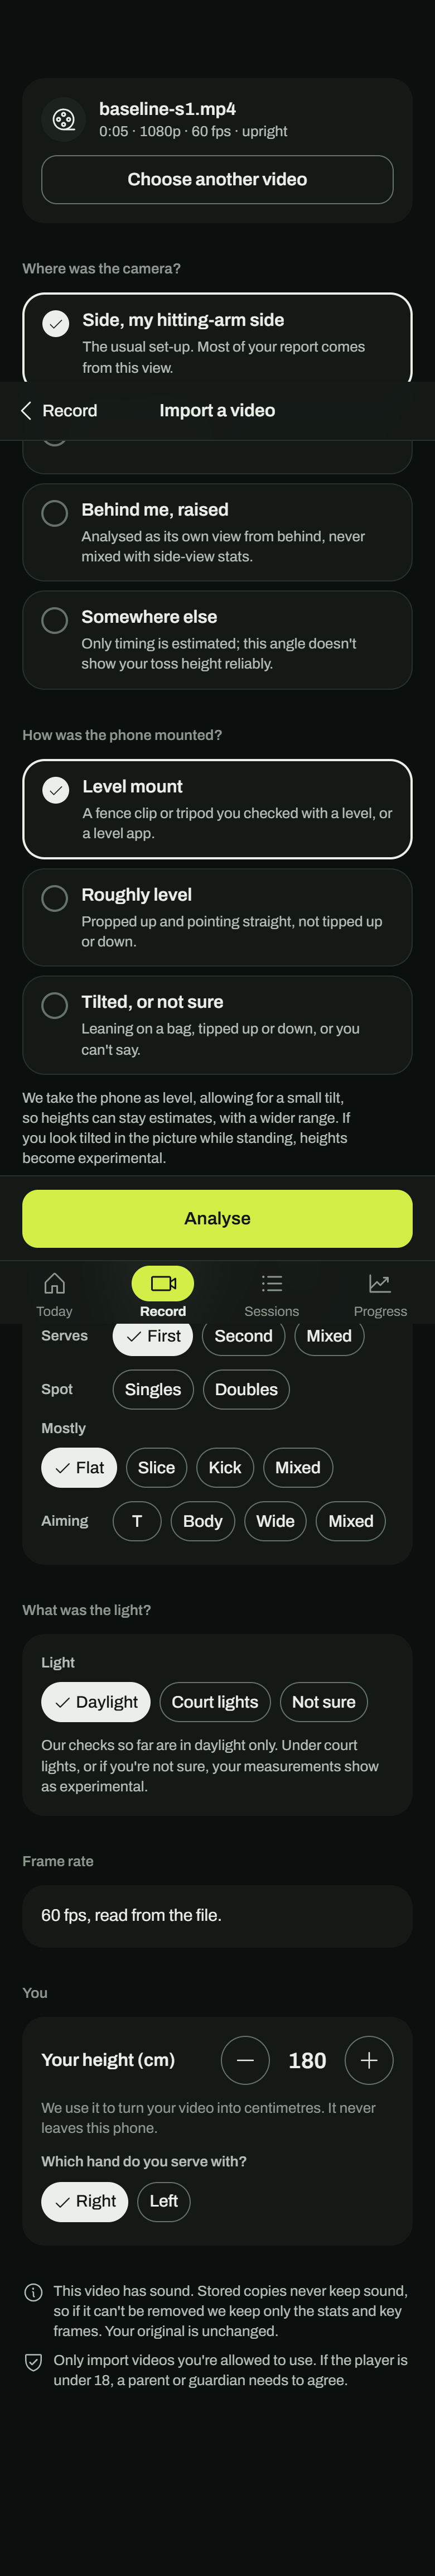 baseline-s1.mp4
0:05 · 1080p · 60 fps · upright
Choose another video
Where was the camera?
Side, my hitting-arm side
The usual set-up. Most of your report comes
from this view.
Record
Import a video
Behind me, raised
Analysed as its own view from behind, never
mixed with side-view stats.
Somewhere else
Only timing is estimated; this angle doesn't
show your toss height reliably.
How was the phone mounted?
Level mount
A fence clip or tripod you checked with a level, or
a level app.
Roughly level
Propped up and pointing straight, not tipped up
or down.
Tilted, or not sure
Leaning on a bag, tipped up or down, or you
can't say.
We take the phone as level, allowing for a small tilt,
so heights can stay estimates, with a wider range. If
you look tilted in the picture while standing, heights
become experimental.
Analyse
Today Record Sessions Progress
Serves First Second Mixed
Spot Singles Doubles
Mostly
Flat Slice Kick Mixed
Aiming T Body Wide Mixed
What was the light?
Light
Daylight Court lights Not sure
Our checks so far are in daylight only. Under court
lights, or if you're not sure, your measurements show
as experimental.
Frame rate
60 fps, read from the file.
You
Your height (cm) 180
We use it to turn your video into centimetres. It never
leaves this phone.
Which hand do you serve with?
Right Left
This video has sound. Stored copies never keep sound,
so if it can't be removed we keep only the stats and key
frames. Your original is unchanged.
Only import videos you're allowed to use. If the player is
under 18, a parent or guardian needs to agree.